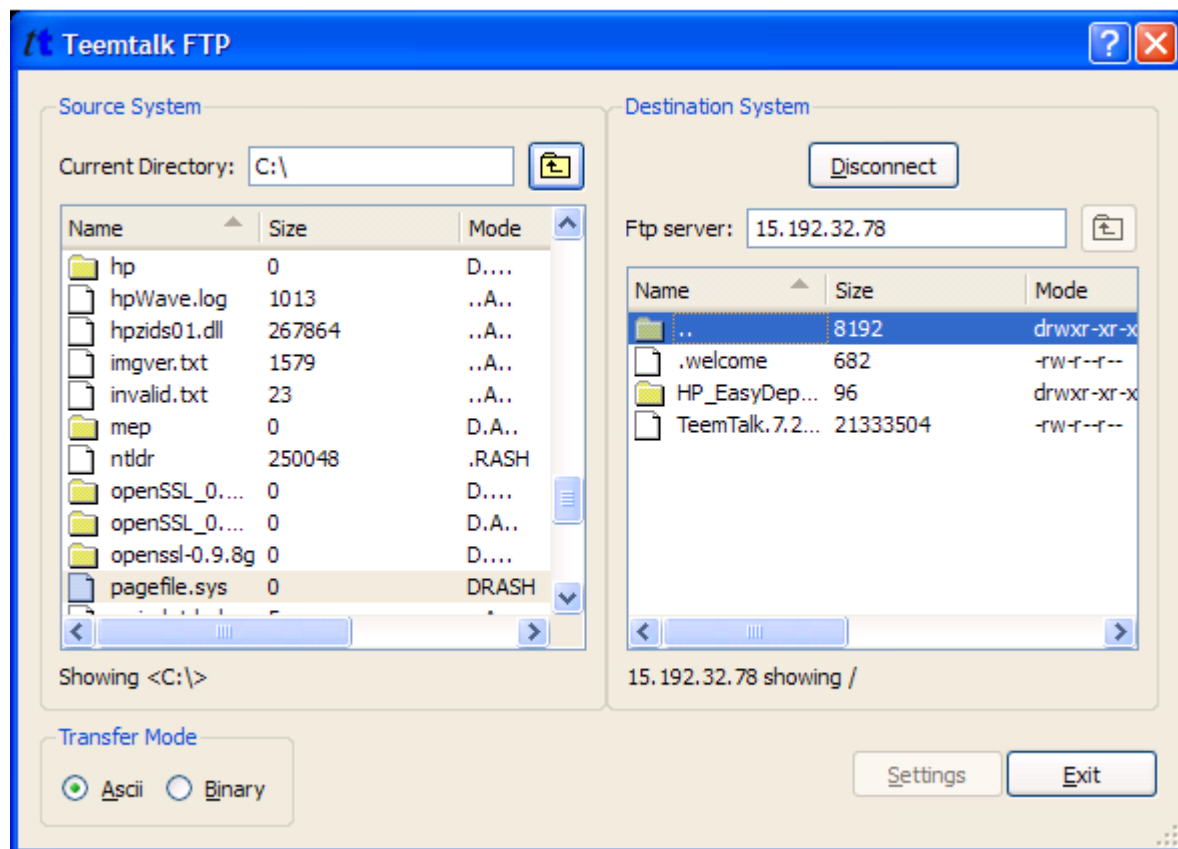 tt Teemtalk FTP
Source System
Current Directory: C:\
Name Size Mode
hp 0 D....
hpWave.log 1013 ..A..
hpzids01.dll 267864 ..A..
imgver.txt 1579 ..A..
invalid.txt 23 ..A..
mep 0 D.A..
ntldr 250048 .RASH
openSSL_0.... 0 D....
openSSL_0.... 0 D.A..
openssl-0.9.8g 0 D....
pagefile.sys 0 DRASH
Showing <C:\>
Destination System
Disconnect
Ftp server: 15.192.32.78
Name Size Mode
.. 8192 drwxr-xr-x
.welcome 682 -rw-r--r--
HP_EasyDep... 96 drwxr-xr-x
TeemTalk.7.2... 21333504 -rw-r--r--
15.192.32.78 showing /
Transfer Mode
Ascii Binary
Settings Exit